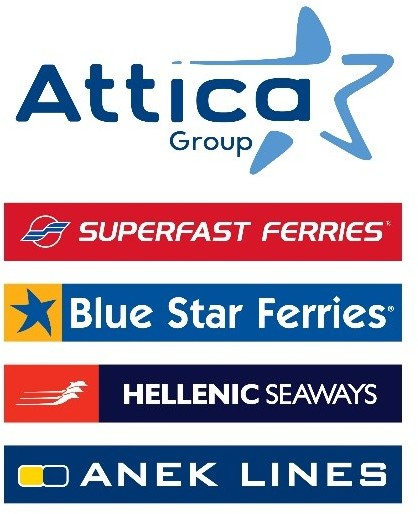 Attica
Group
SUPERFAST FERRIES®
Blue Star Ferries®
HELLENIC SEAWAYS
ANEK LINES